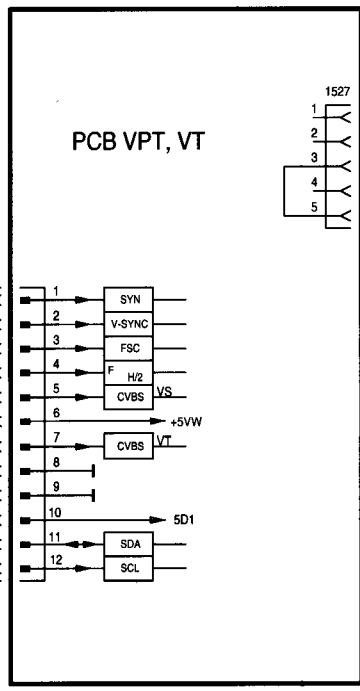 1527
1
2
3
4
5
PCB VPT, VT
1 SYN
2 V-SYNC
3 FSC
4 F H/2
5 CVBS VS
6 +5VW
7 CVBS VT
8
9
10 5D1
11 SDA
12 SCL